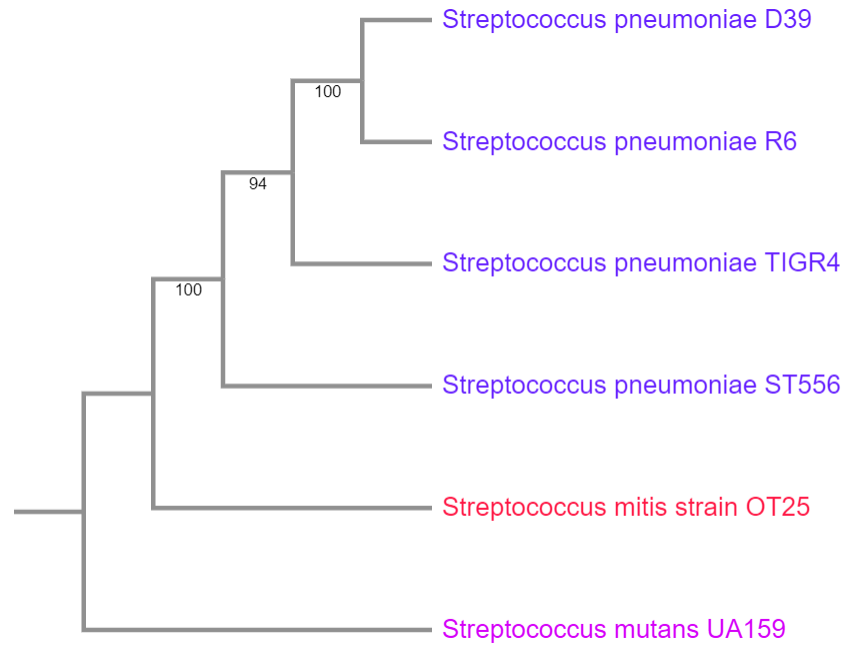 Streptococcus pneumoniae D39
100
Streptococcus pneumoniae R6
94
Streptococcus pneumoniae TIGR4
100
Streptococcus pneumoniae ST556
Streptococcus mitis strain OT25
Streptococcus mutans UA159